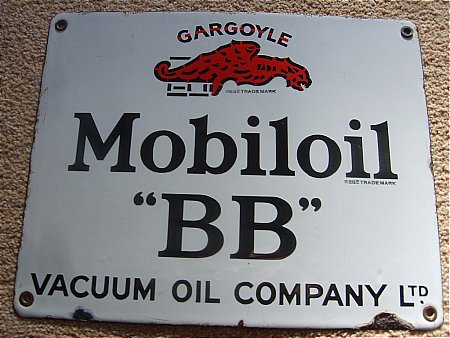 GARGOYLE
REGD TRADE MARK
Mobiloil
REGD TRADE MARK
“BB”
VACUUM OIL COMPANY LTD.